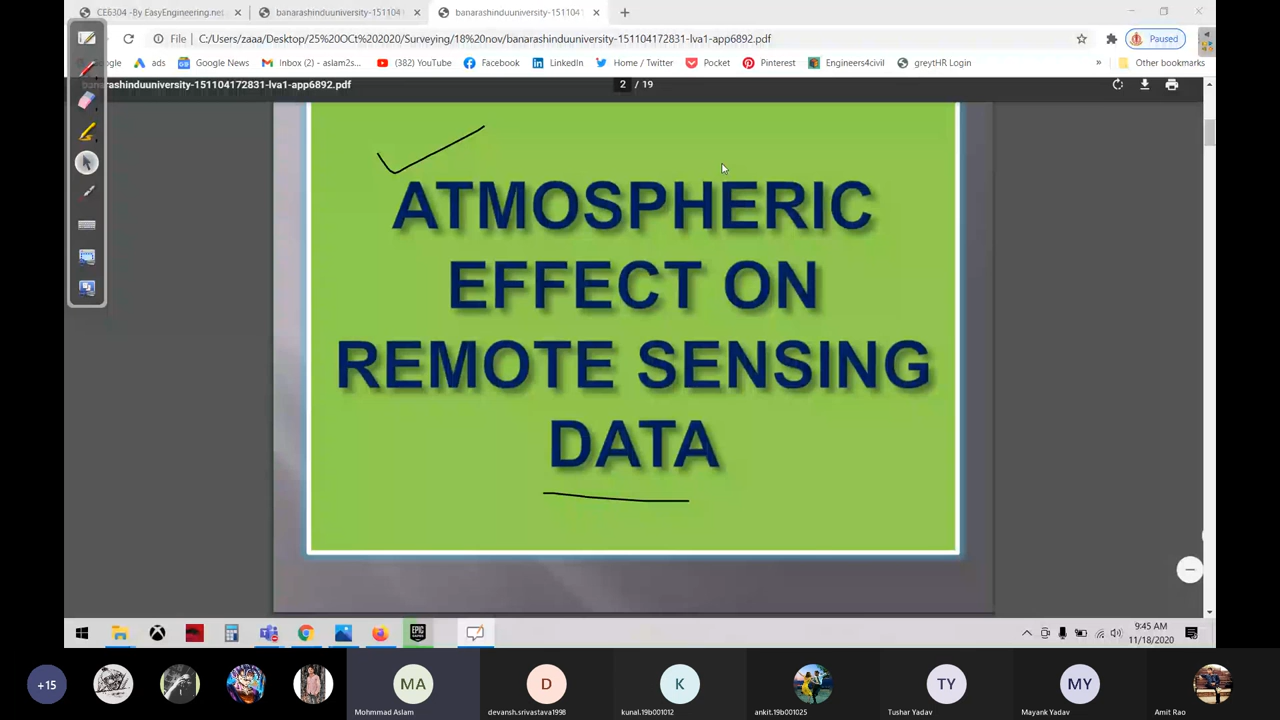 CE6304 -By EasyEngineering.net
banarashinduuniversity-151104
banarashinduuniversity-151104
File
C:/Users/zaaa/Desktop/25%20OCt%202020/Surveying/18%20nov/banarashinduuniversity-151104172831-lva1-app6892.pdf
Paused
ads
Google News
Inbox (2) - aslam2s...
(382) YouTube
Facebook
LinkedIn
Home / Twitter
Pocket
Pinterest
Engineers4civil
greytHR Login
»
Other bookmarks
banarashinduuniversity-151104172831-lva1-app6892.pdf
2 / 19
ATMOSPHERIC
EFFECT ON
REMOTE SENSING
DATA
EPIC
9:45 AM
11/18/2020
+15
MA
D
K
TY
MY
Mohmmad Aslam
devansh.srivastava1998
kunal.19b001012
ankit.19b001025
Tushar Yadav
Mayank Yadav
Amit Rao